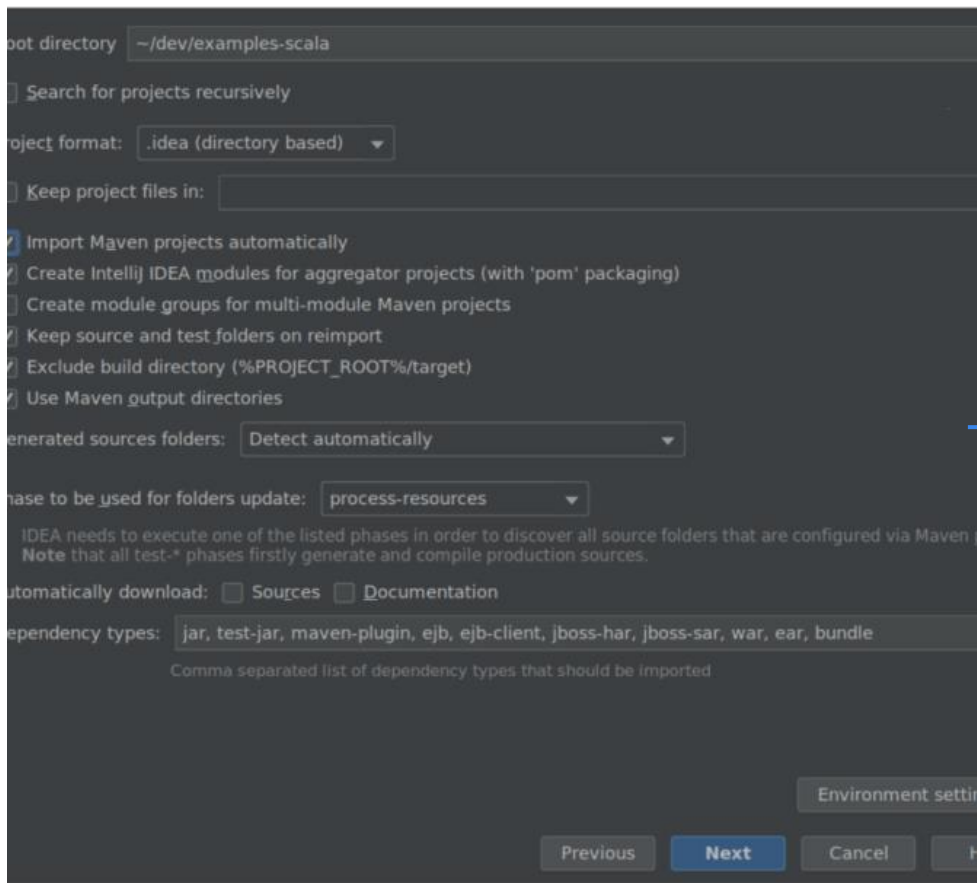 oot directory ~/dev/examples-scala
Search for projects recursively
roject format: .idea (directory based)
Keep project files in:
Import Maven projects automatically
Create IntelliJ IDEA modules for aggregator projects (with 'pom' packaging)
Create module groups for multi-module Maven projects
Keep source and test folders on reimport
Exclude build directory (%PROJECT_ROOT%/target)
Use Maven output directories
enerated sources folders: Detect automatically
hase to be used for folders update: process-resources
IDEA needs to execute one of the listed phases in order to discover all source folders that are configured via Maven p
Note that all test-* phases firstly generate and compile production sources.
utomatically download: Sources Documentation
ependency types: jar, test-jar, maven-plugin, ejb, ejb-client, jboss-har, jboss-sar, war, ear, bundle
Comma separated list of dependency types that should be imported
Environment settin
Previous Next Cancel H